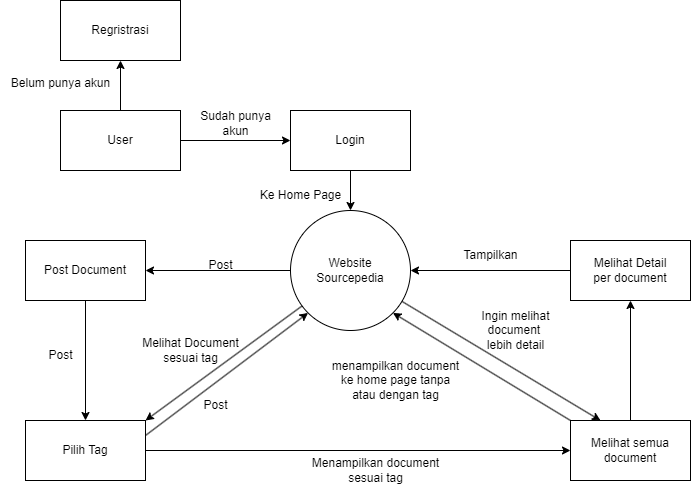 Regristrasi
Belum punya akun
User
Sudah punya
akun
Login
Ke Home Page
Website
Sourcepedia
Post Document
Post
Tampilkan
Melihat Detail
per document
Ingin melihat
document
lebih detail
Melihat Document
sesuai tag
Post
menampilkan document
ke home page tanpa
atau dengan tag
Post
Pilih Tag
Menampilkan document
sesuai tag
Melihat semua
document